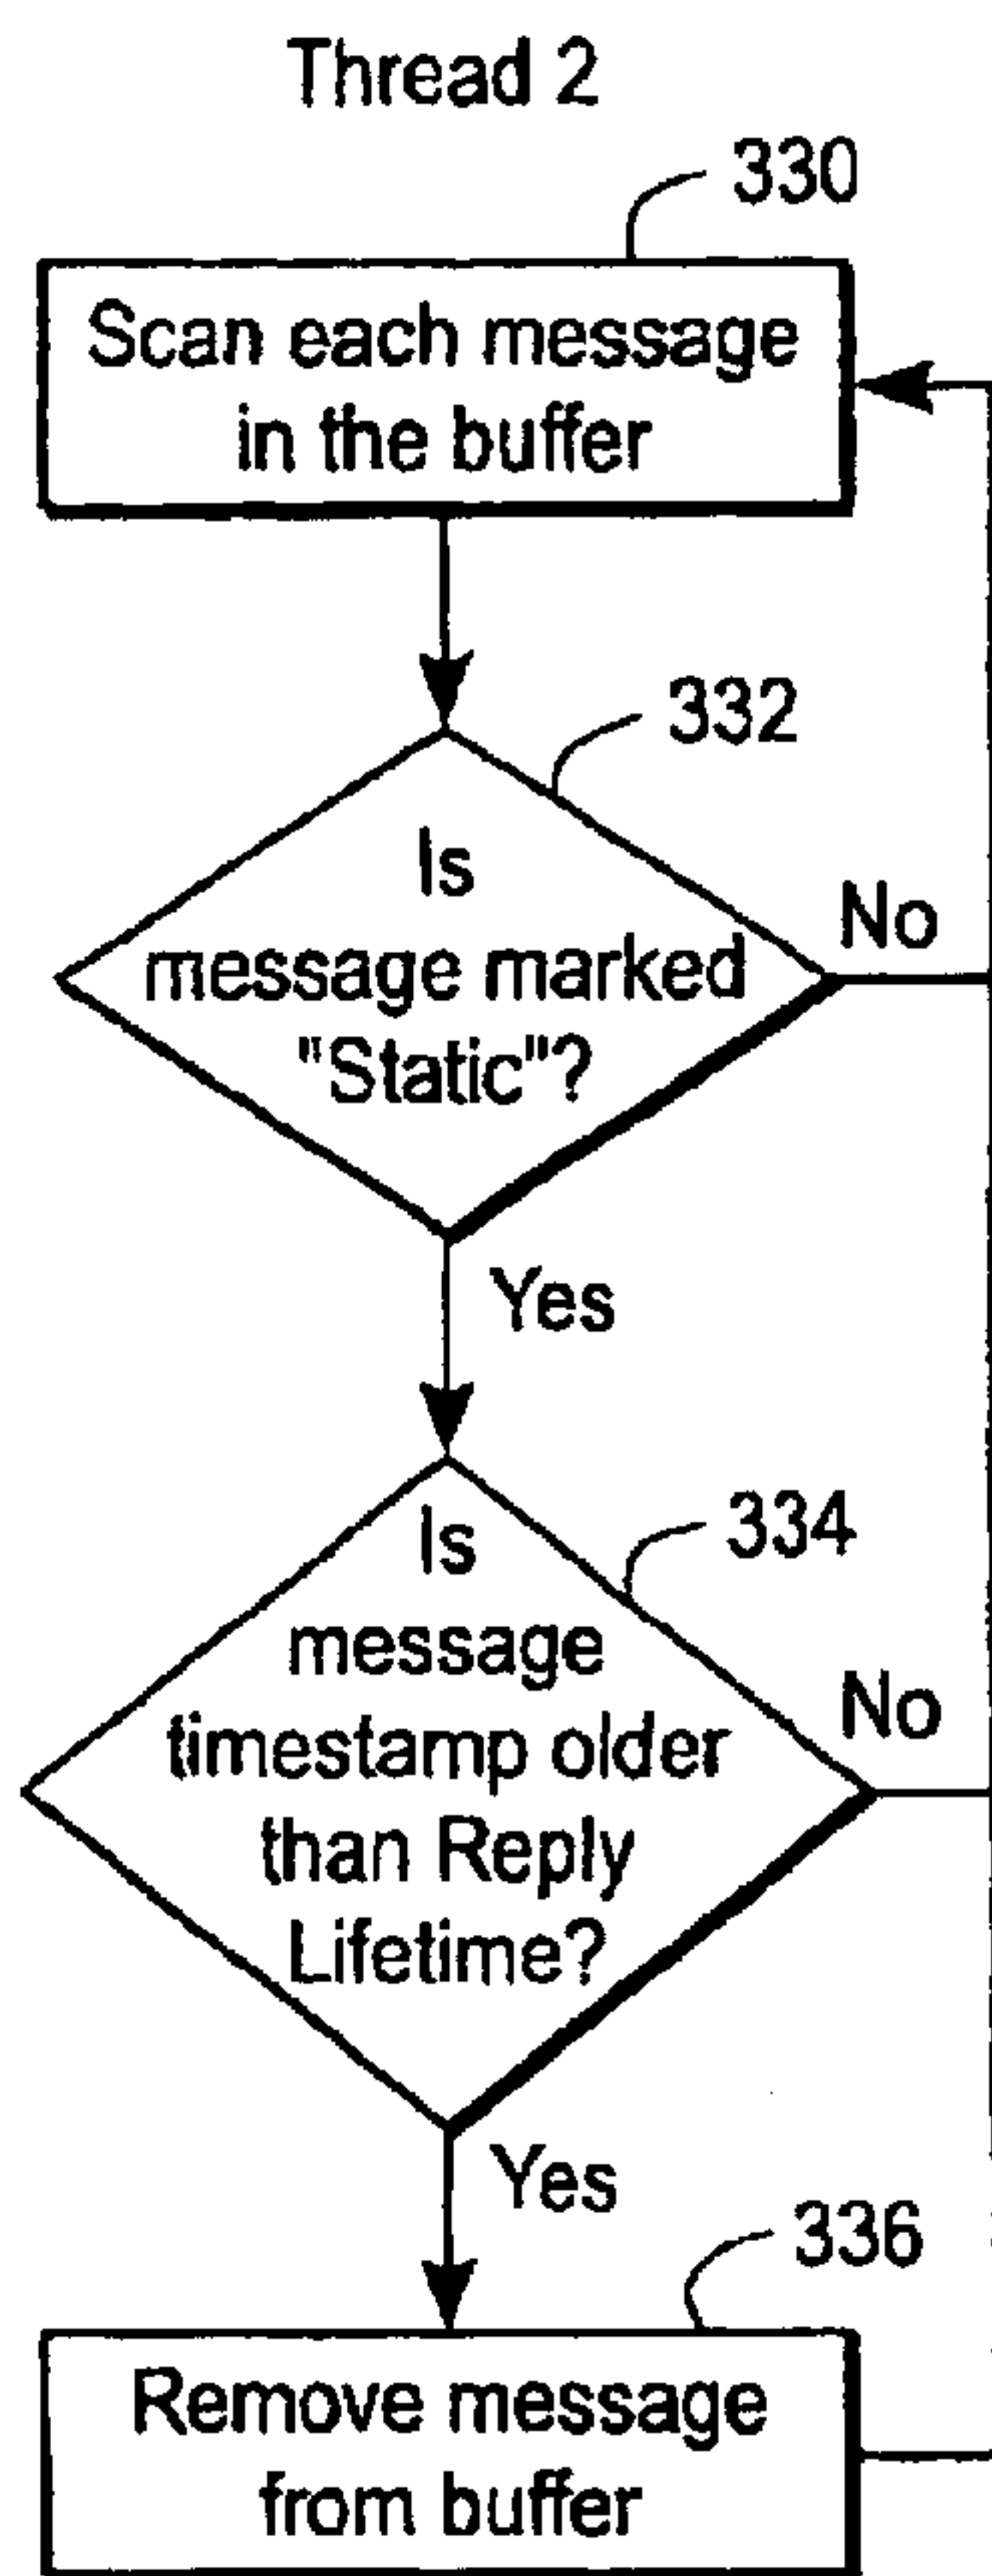 Thread 2
330
Scan each message
in the buffer
332
Is
message marked
"Static"?
No
Yes
334
Is
message
timestamp older
than Reply
Lifetime?
No
Yes
336
Remove message
from buffer